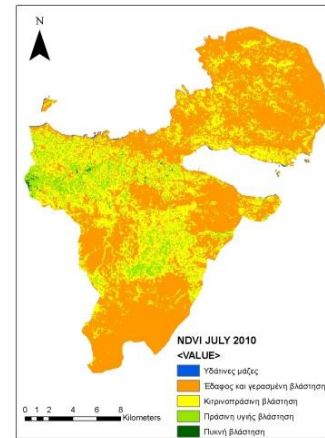 N
NDVI JULY 2010
<VALUE>
Υδάτινες μάζες
Έδαφος και γερασμένη βλάστηση
Κιτρινοπράσινη βλάστηση
Πράσινη υγιής βλάστηση
Πυκνή βλάστηση
0 1 2 4 6 8
Kilometers